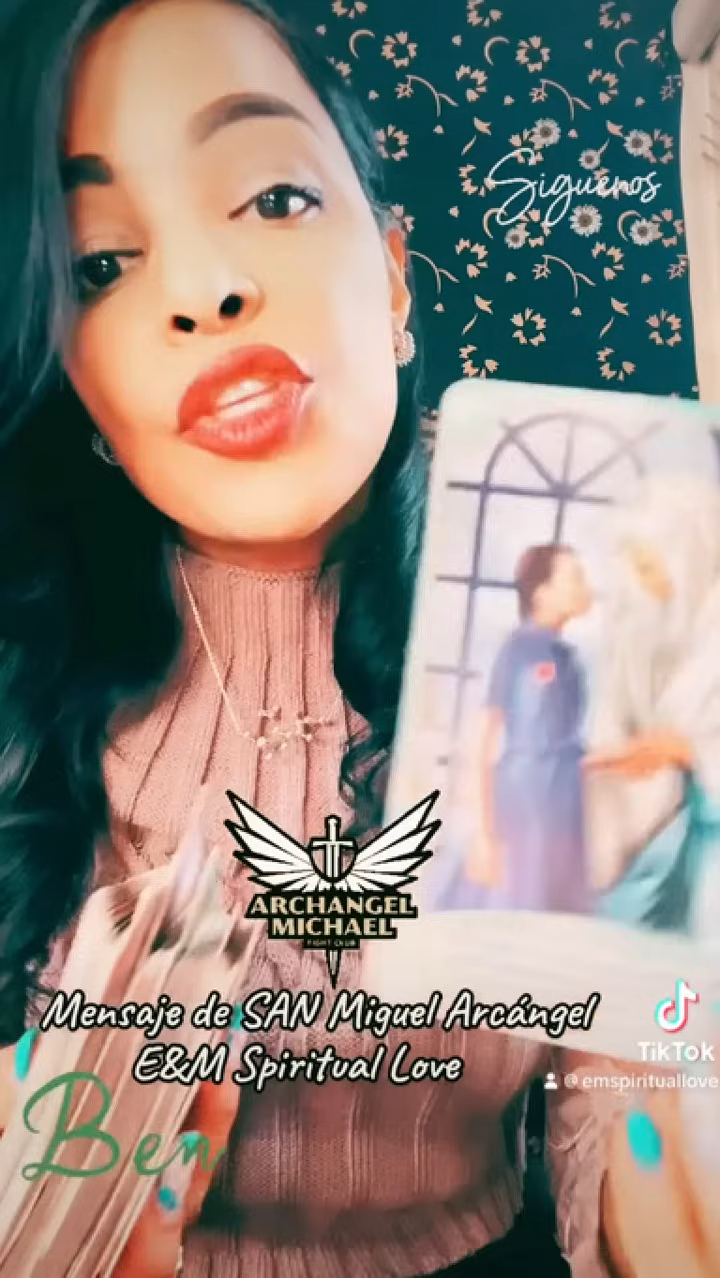 Siguenos
ARCHANGEL
MICHAEL
FIGHT CLUB
Mensaje de SAN Miguel Arcángel
E&M Spiritual Love
TikTok
@emspirituallove
Ben